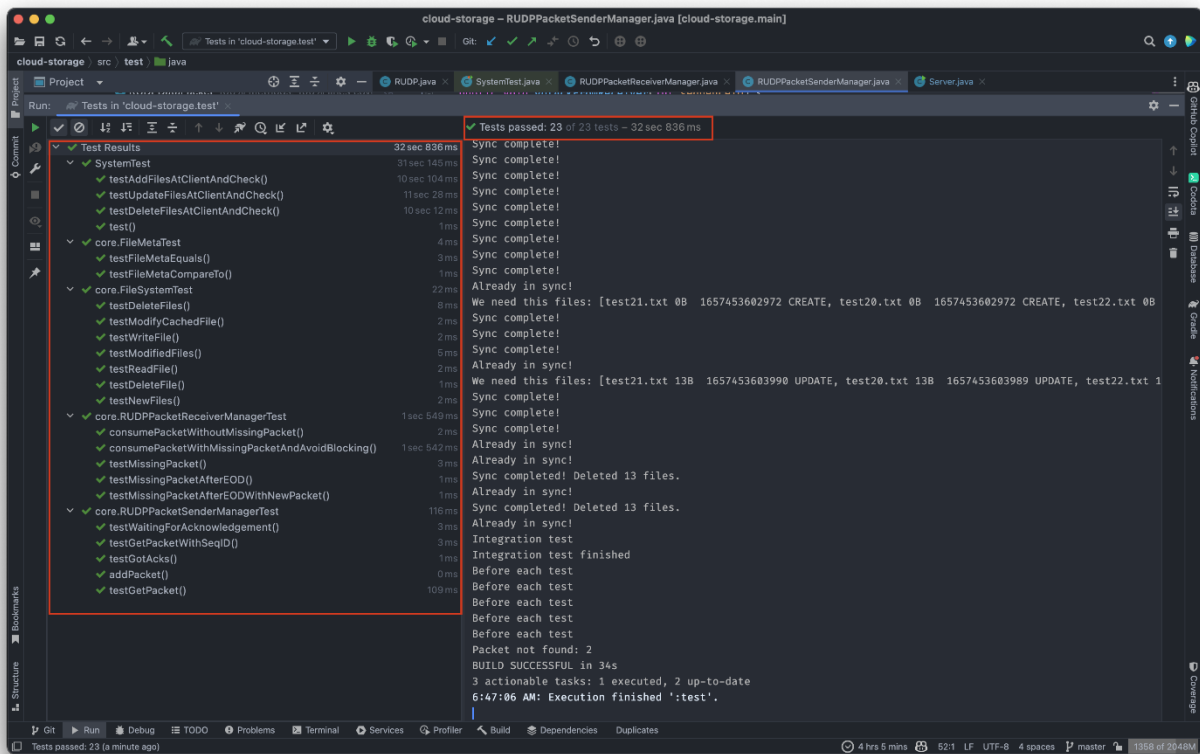 cloud-storage – RUDPPacketSenderManager.java [cloud-storage.main]
Tests in 'cloud-storage.test'
Git:
cloud-storage › src › test › java
Project
RUDP.java
SystemTest.java
RUDPPacketReceiverManager.java
RUDPPacketSenderManager.java
Server.java
Run: Tests in 'cloud-storage.test'
Tests passed: 23 of 23 tests – 32 sec 836 ms
Test Results 32 sec 836 ms
SystemTest 31 sec 145 ms
testAddFilesAtClientAndCheck() 10 sec 104 ms
testUpdateFilesAtClientAndCheck() 11 sec 28 ms
testDeleteFilesAtClientAndCheck() 10 sec 12 ms
test() 1 ms
core.FileMetaTest 4 ms
testFileMetaEquals() 3 ms
testFileMetaCompareTo() 1 ms
core.FileSystemTest 22 ms
testDeleteFiles() 8 ms
testModifyCachedFile() 2 ms
testWriteFile() 2 ms
testModifiedFiles() 5 ms
testReadFile() 2 ms
testDeleteFile() 1 ms
testNewFiles() 2 ms
core.RUDPPacketReceiverManagerTest 1 sec 549 ms
consumePacketWithoutMissingPacket() 2 ms
consumePacketWithMissingPacketAndAvoidBlocking() 1 sec 542 ms
testMissingPacket() 3 ms
testMissingPacketAfterEOD() 1 ms
testMissingPacketAfterEODWithNewPacket() 1 ms
core.RUDPPacketSenderManagerTest 116 ms
testWaitingForAcknowledgement() 3 ms
testGetPacketWithSeqID() 3 ms
testGotAcks() 1 ms
addPacket() 0 ms
testGetPacket() 109 ms
Sync complete!
Sync complete!
Sync complete!
Sync complete!
Sync complete!
Sync complete!
Sync complete!
Sync complete!
Sync complete!
Already in sync!
We need this files: [test21.txt 0B 1657453602972 CREATE, test20.txt 0B 1657453602972 CREATE, test22.txt 0B
Sync complete!
Sync complete!
Sync complete!
Already in sync!
We need this files: [test21.txt 13B 1657453603990 UPDATE, test20.txt 13B 1657453603989 UPDATE, test22.txt 1
Sync complete!
Sync complete!
Sync complete!
Already in sync!
Already in sync!
Sync completed! Deleted 13 files.
Already in sync!
Sync completed! Deleted 13 files.
Already in sync!
Integration test
Integration test finished
Before each test
Before each test
Before each test
Before each test
Before each test
Packet not found: 2
BUILD SUCCESSFUL in 34s
3 actionable tasks: 1 executed, 2 up-to-date
6:47:06 AM: Execution finished ':test'.
Project
Commit
Bookmarks
Structure
GitHub Copilot
Codota
Database
Gradle
Notifications
Coverage
Git Run Debug TODO Problems Terminal Services Profiler Build Dependencies Duplicates
Tests passed: 23 (a minute ago)
4 hrs 5 mins 52:1 LF UTF-8 4 spaces master 1358 of 2048M